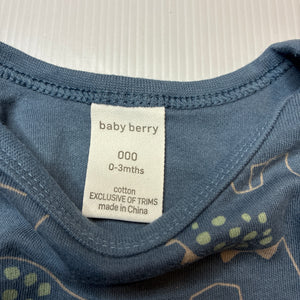 baby berry
000
0-3mths
cotton
EXCLUSIVE OF TRIMS
made in China